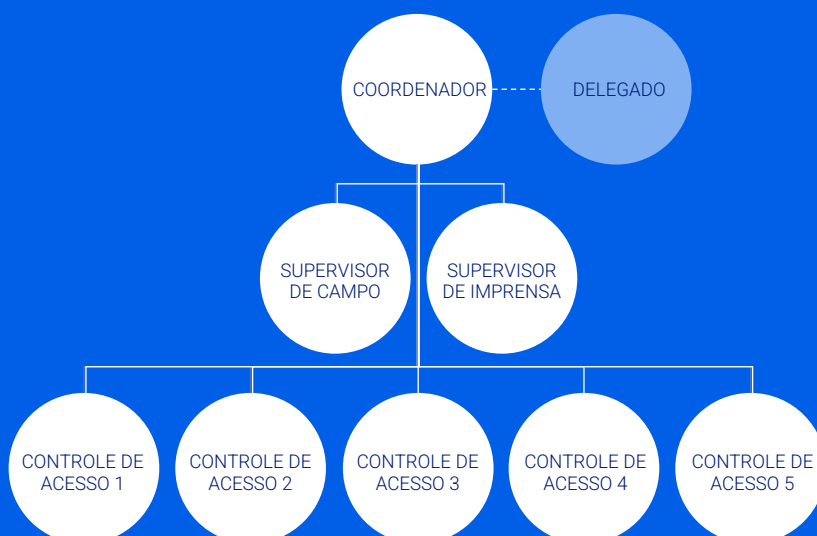 COORDENADOR
DELEGADO
SUPERVISOR
DE CAMPO
SUPERVISOR
DE IMPRENSA
CONTROLE DE
ACESSO 1
CONTROLE DE
ACESSO 2
CONTROLE DE
ACESSO 3
CONTROLE DE
ACESSO 4
CONTROLE DE
ACESSO 5